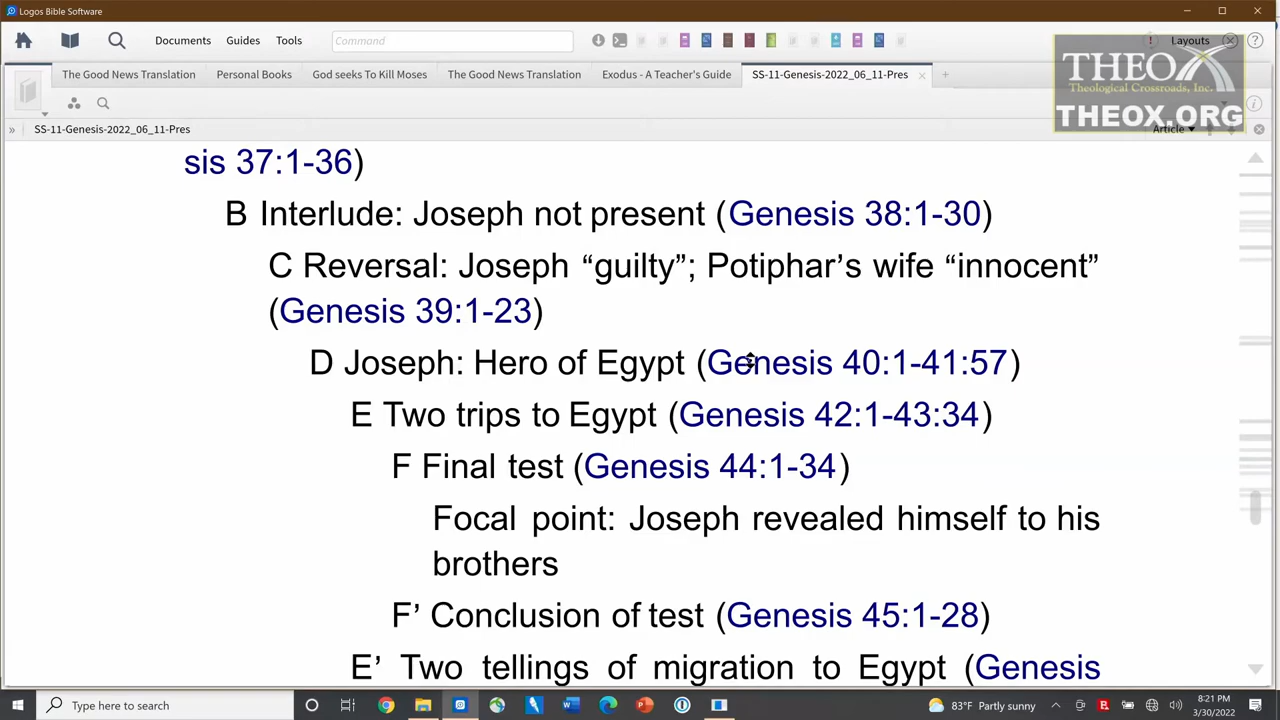 Logos Bible Software
Documents Guides Tools Command Layouts
The Good News Translation Personal Books God seeks To Kill Moses The Good News Translation Exodus - A Teacher's Guide SS-11-Genesis-2022_06_11-Pres
THEOX
Theological Crossroads, Inc.
THEOX.ORG
SS-11-Genesis-2022_06_11-Pres Article
sis 37:1-36)
B Interlude: Joseph not present (Genesis 38:1-30)
C Reversal: Joseph “guilty”; Potiphar’s wife “innocent”
(Genesis 39:1-23)
D Joseph: Hero of Egypt (Genesis 40:1-41:57)
E Two trips to Egypt (Genesis 42:1-43:34)
F Final test (Genesis 44:1-34)
Focal point: Joseph revealed himself to his
brothers
F’ Conclusion of test (Genesis 45:1-28)
E’ Two tellings of migration to Egypt (Genesis
Type here to search
83°F Partly sunny
8:21 PM
3/30/2022